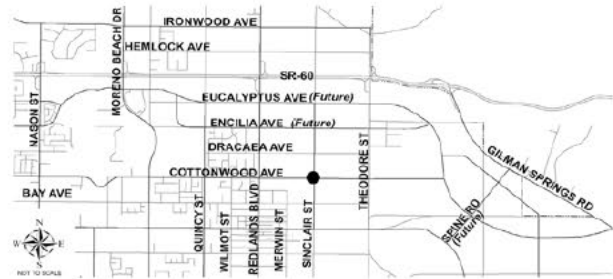 IRONWOOD AVE
HEMLOCK AVE
SR-60
EUCALYPTUS AVE (Future)
ENCILIA AVE (Future)
DRACAEA AVE
COTTONWOOD AVE
BAY AVE
NASON ST
MORENO BEACH DR
QUINCY ST
WILMOT ST
REDLANDS BLVD
MERWIN ST
SINCLAIR ST
THEODORE ST
GILMAN SPRINGS RD
(Future)
N
N
W
E
S
NOT TO SCALE